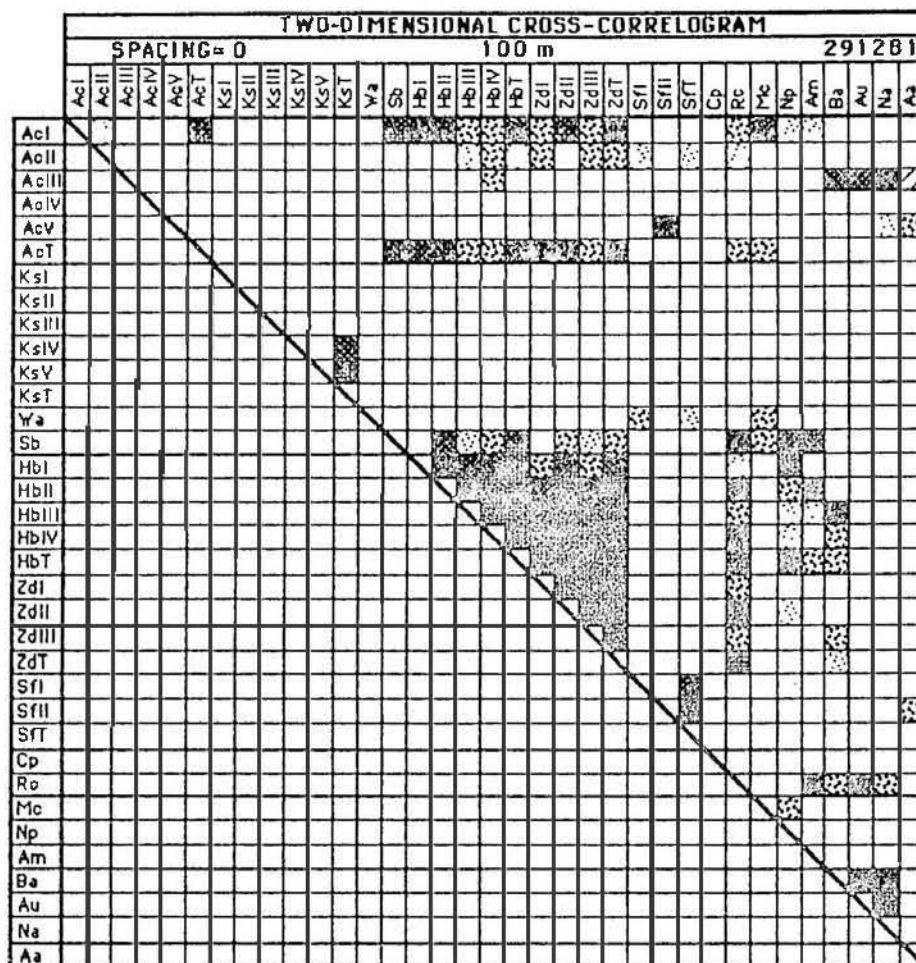 TWO-DIMENSIONAL CROSS-CORRELOGRAM
SPACING= 0 100 m 291281
AcI AcII AcIII AcIV AcV AcT KsI KsII KsIII KsIV KsV KsT Wa Sb HbI HbII HbIII HbIV HbT ZdI ZdII ZdIII ZdT SfI SfII SfT Cp Rc Mc Np Am Ba Au Na Aa
AcI
AcII
AcIII
AcIV
AcV
AcT
KsI
KsII
KsIII
KsIV
KsV
KsT
Wa
Sb
HbI
HbII
HbIII
HbIV
HbT
ZdI
ZdII
ZdIII
ZdT
SfI
SfII
SfT
Cp
Rc
Mc
Np
Am
Ba
Au
Na
Aa